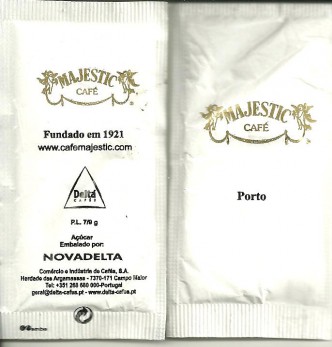 MAJESTIC
CAFÉ
Fundado em 1921
www.cafemajestic.com
Delta
CAFÉS
P.L. 7/9 g
Açúcar
Embalado por:
NOVADELTA
Comércio e Indústria de Cafés, S.A.
Herdade das Argamassas - 7370-171 Campo Maior
Tel: +351 268 680 000-Portugal
geral@delta-cafes.pt - www.delta-cafes.pt
MAJESTIC
CAFÉ
Porto